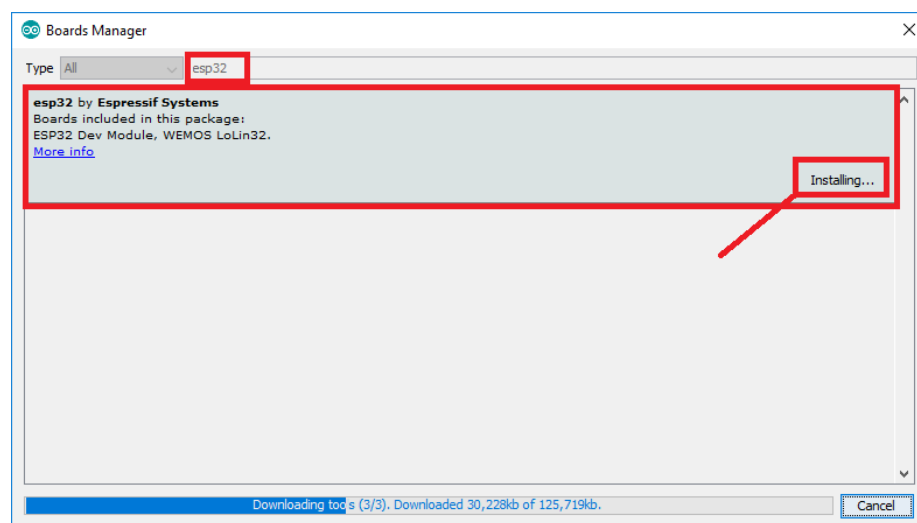 Boards Manager
Type All esp32
esp32 by Espressif Systems
Boards included in this package:
ESP32 Dev Module, WEMOS LoLin32.
More info
Installing...
Downloading tools (3/3). Downloaded 30,228kb of 125,719kb.
Cancel